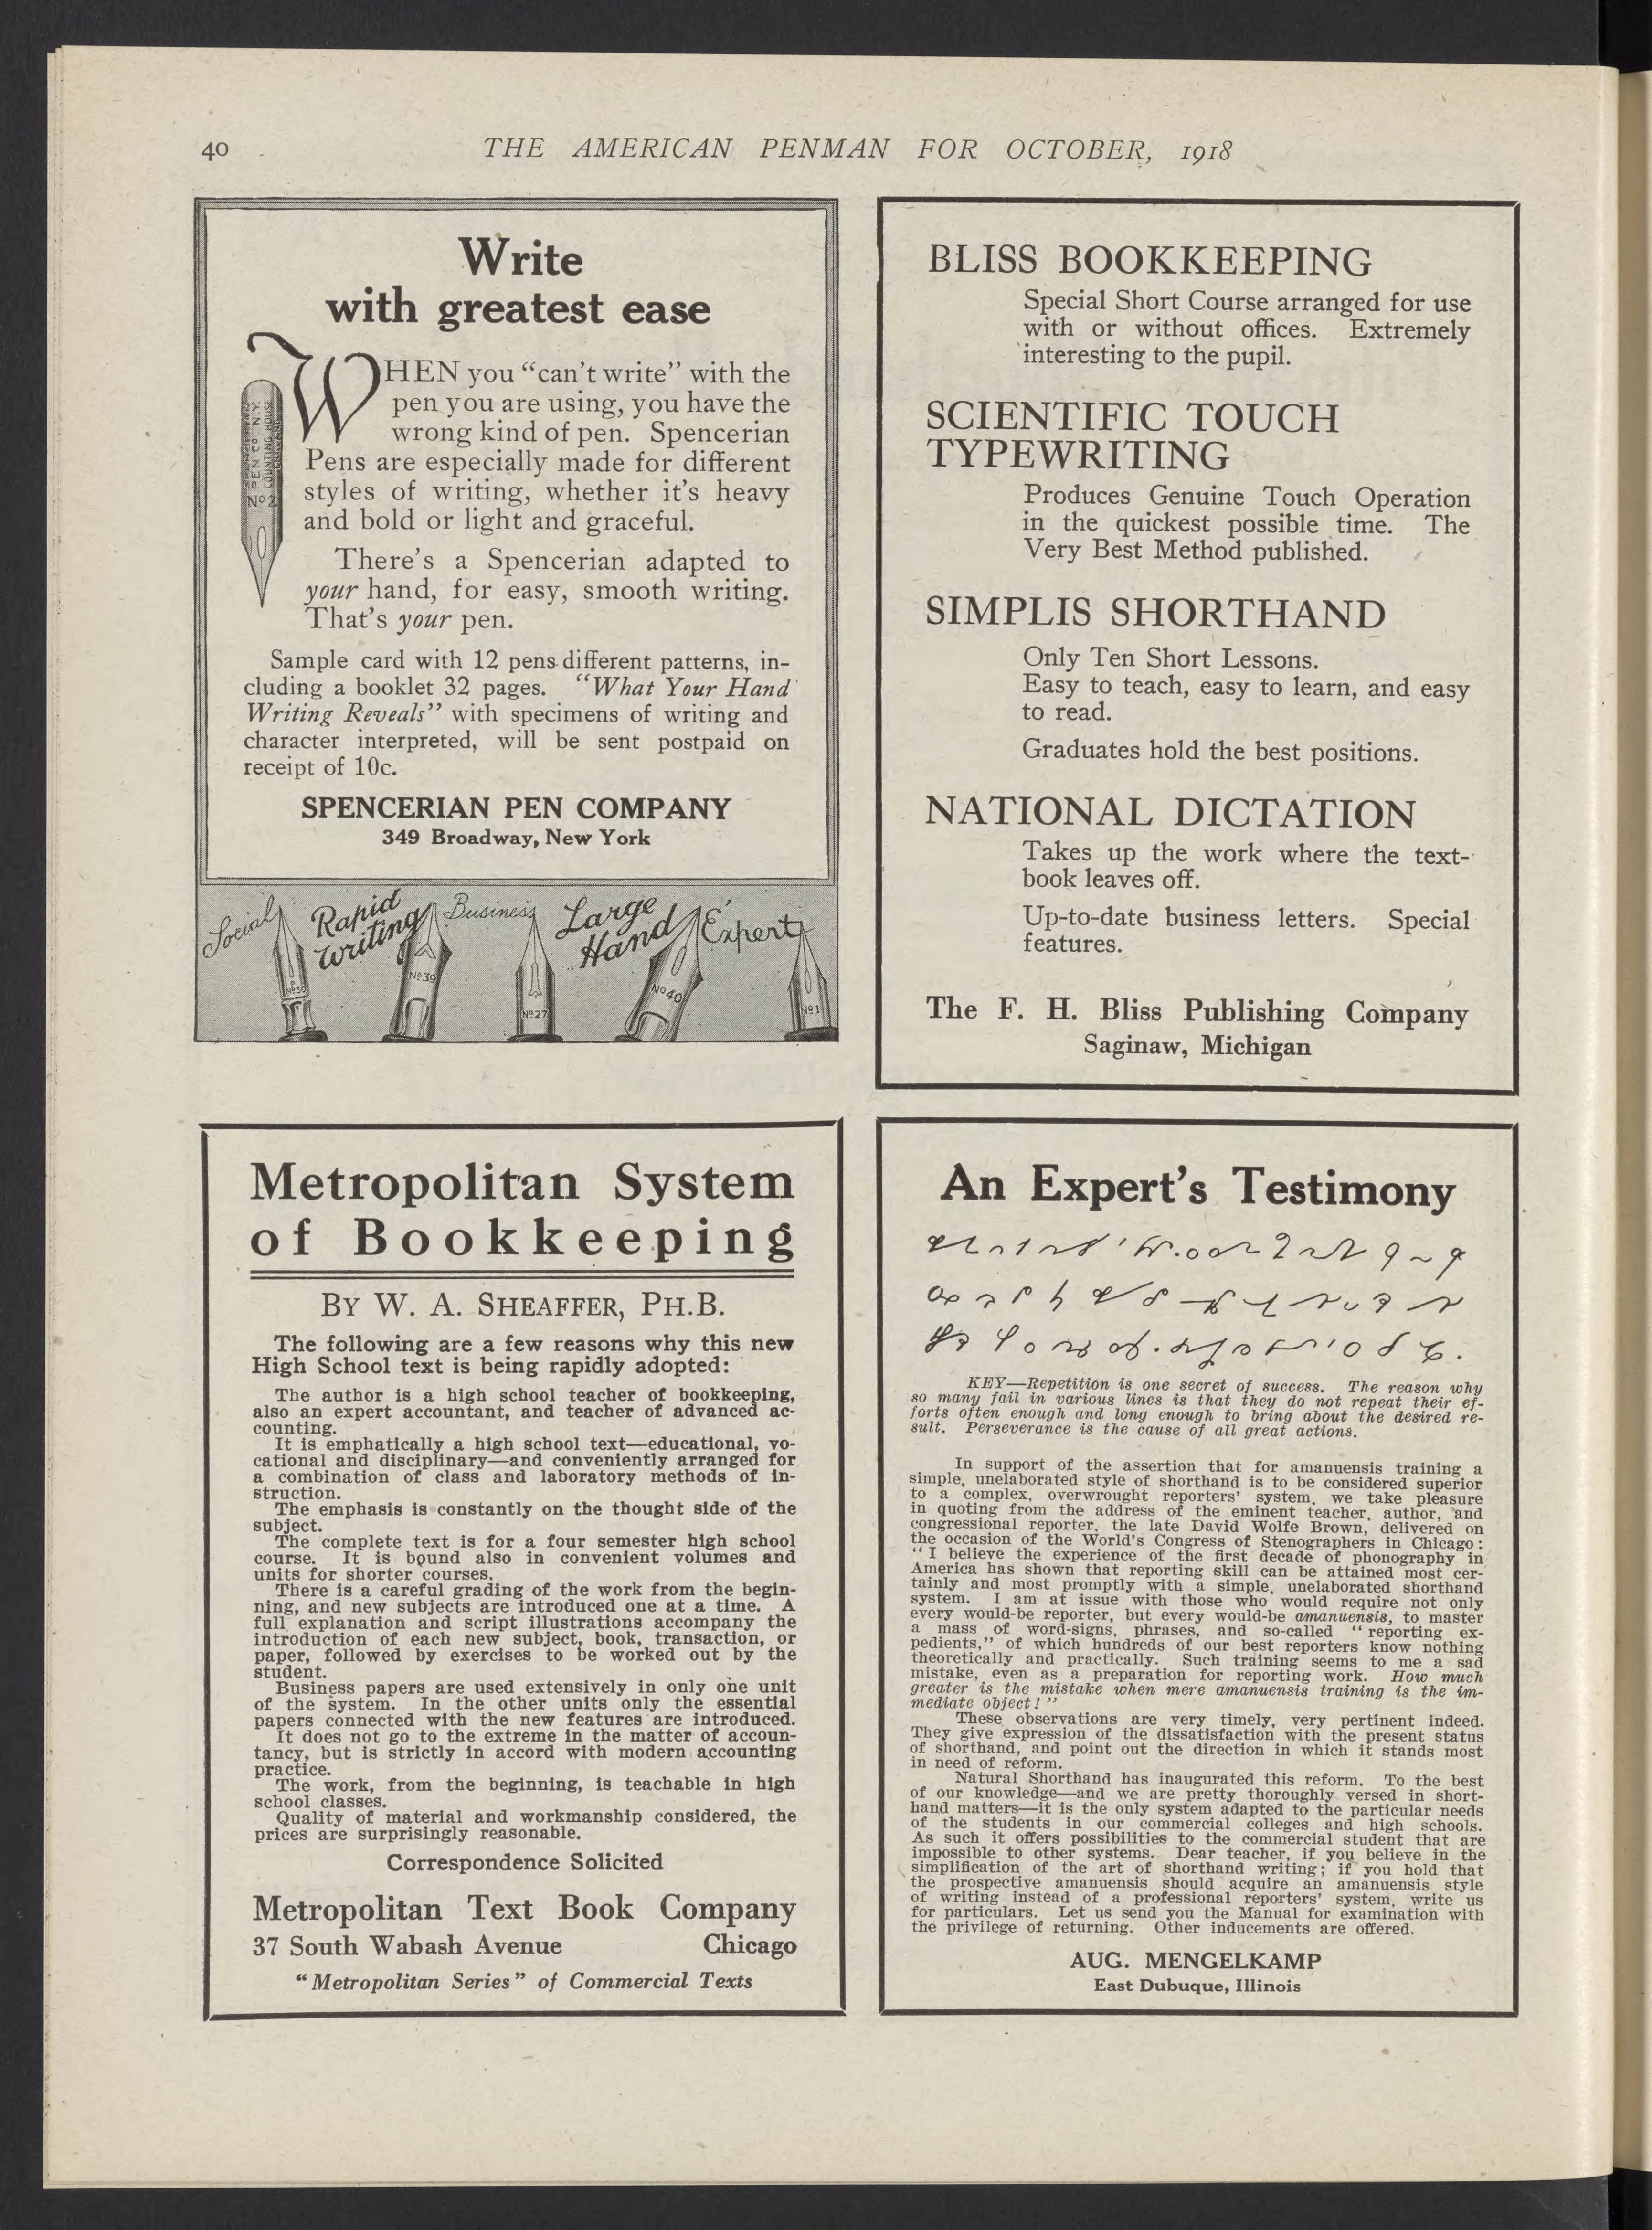 40
THE AMERICAN PENMAN FOR OCTOBER, 1918
Write
with greatest ease
WHEN you “can’t write” with the
pen you are using, you have the
wrong kind of pen. Spencerian
Pens are especially made for different
styles of writing, whether it’s heavy
and bold or light and graceful.
There’s a Spencerian adapted to
your hand, for easy, smooth writing.
That’s your pen.
Sample card with 12 pens different patterns, in-
cluding a booklet 32 pages. “What Your Hand
Writing Reveals” with specimens of writing and
character interpreted, will be sent postpaid on
receipt of 10c.
SPENCERIAN PEN COMPANY
349 Broadway, New York
PEN Co. N.Y.
COUNTING HOUSE
No 2
Social
Rapid
Writing
Business
Large
Hand
Expert
No 30
No 39
No 27
No 40
No 1
BLISS BOOKKEEPING
Special Short Course arranged for use
with or without offices. Extremely
interesting to the pupil.
SCIENTIFIC TOUCH
TYPEWRITING
Produces Genuine Touch Operation
in the quickest possible time. The
Very Best Method published.
SIMPLIS SHORTHAND
Only Ten Short Lessons.
Easy to teach, easy to learn, and easy
to read.
Graduates hold the best positions.
NATIONAL DICTATION
Takes up the work where the text-
book leaves off.
Up-to-date business letters. Special
features.
The F. H. Bliss Publishing Company
Saginaw, Michigan
Metropolitan System
of Bookkeeping
BY W. A. SHEAFFER, PH.B.
The following are a few reasons why this new
High School text is being rapidly adopted:
The author is a high school teacher of bookkeeping,
also an expert accountant, and teacher of advanced ac-
counting.
It is emphatically a high school text—educational, vo-
cational and disciplinary—and conveniently arranged for
a combination of class and laboratory methods of in-
struction.
The emphasis is constantly on the thought side of the
subject.
The complete text is for a four semester high school
course. It is bound also in convenient volumes and
units for shorter courses.
There is a careful grading of the work from the begin-
ning, and new subjects are introduced one at a time. A
full explanation and script illustrations accompany the
introduction of each new subject, book, transaction, or
paper, followed by exercises to be worked out by the
student.
Business papers are used extensively in only one unit
of the system. In the other units only the essential
papers connected with the new features are introduced.
It does not go to the extreme in the matter of accoun-
tancy, but is strictly in accord with modern accounting
practice.
The work, from the beginning, is teachable in high
school classes.
Quality of material and workmanship considered, the
prices are surprisingly reasonable.
Correspondence Solicited
Metropolitan Text Book Company
37 South Wabash Avenue Chicago
“Metropolitan Series” of Commercial Texts
An Expert’s Testimony
KEY—Repetition is one secret of success. The reason why
so many fail in various lines is that they do not repeat their ef-
forts often enough and long enough to bring about the desired re-
sult. Perseverance is the cause of all great actions.
In support of the assertion that for amanuensis training a
simple, unelaborated style of shorthand is to be considered superior
to a complex, overwrought reporters’ system, we take pleasure
in quoting from the address of the eminent teacher, author, and
congressional reporter, the late David Wolfe Brown, delivered on
the occasion of the World’s Congress of Stenographers in Chicago:
“I believe the experience of the first decade of phonography in
America has shown that reporting skill can be attained most cer-
tainly and most promptly with a simple, unelaborated shorthand
system. I am at issue with those who would require not only
every would-be reporter, but every would-be amanuensis, to master
a mass of word-signs, phrases, and so-called “reporting ex-
pedients,” of which hundreds of our best reporters know nothing
theoretically and practically. Such training seems to me a sad
mistake, even as a preparation for reporting work. How much
greater is the mistake when mere amanuensis training is the im-
mediate object!”
These observations are very timely, very pertinent indeed.
They give expression of the dissatisfaction with the present status
of shorthand, and point out the direction in which it stands most
in need of reform.
Natural Shorthand has inaugurated this reform. To the best
of our knowledge—and we are pretty thoroughly versed in short-
hand matters—it is the only system adapted to the particular needs
of the students in our commercial colleges and high schools.
As such it offers possibilities to the commercial student that are
impossible to other systems. Dear teacher, if you believe in the
simplification of the art of shorthand writing; if you hold that
the prospective amanuensis should acquire an amanuensis style
of writing instead of a professional reporters’ system, write us
for particulars. Let us send you the Manual for examination with
the privilege of returning. Other inducements are offered.
AUG. MENGELKAMP
East Dubuque, Illinois